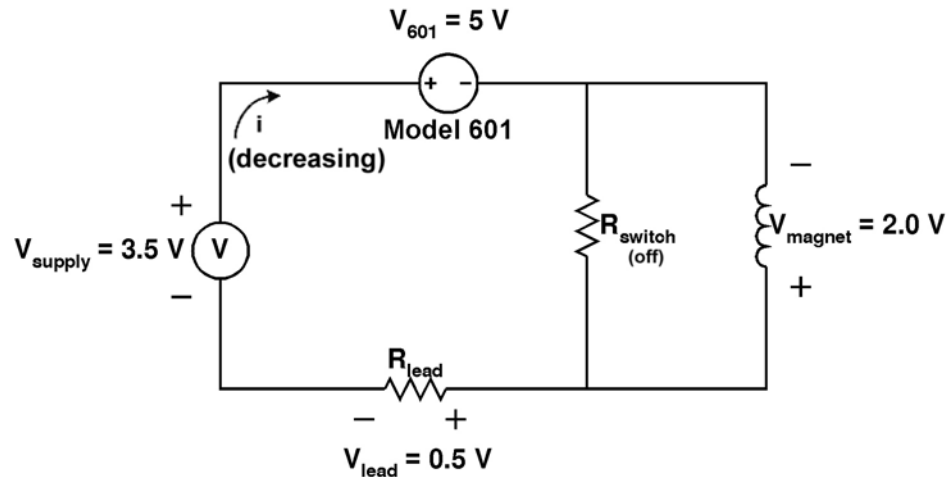 V601 = 5 V
+ −
Model 601
i
(decreasing)
+
Vsupply = 3.5 V
V
−
Rswitch
(off)
−
Vmagnet = 2.0 V
+
Rlead
− +
Vlead = 0.5 V